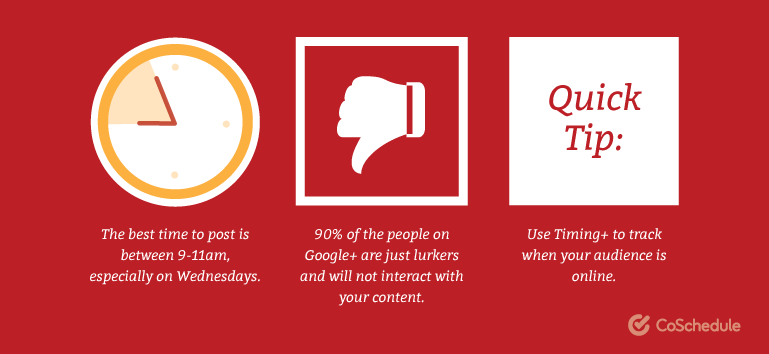 The best time to post is
between 9-11am,
especially on Wednesdays.
90% of the people on
Google+ are just lurkers
and will not interact with
your content.
Quick
Tip:
Use Timing+ to track
when your audience is
online.
CoSchedule